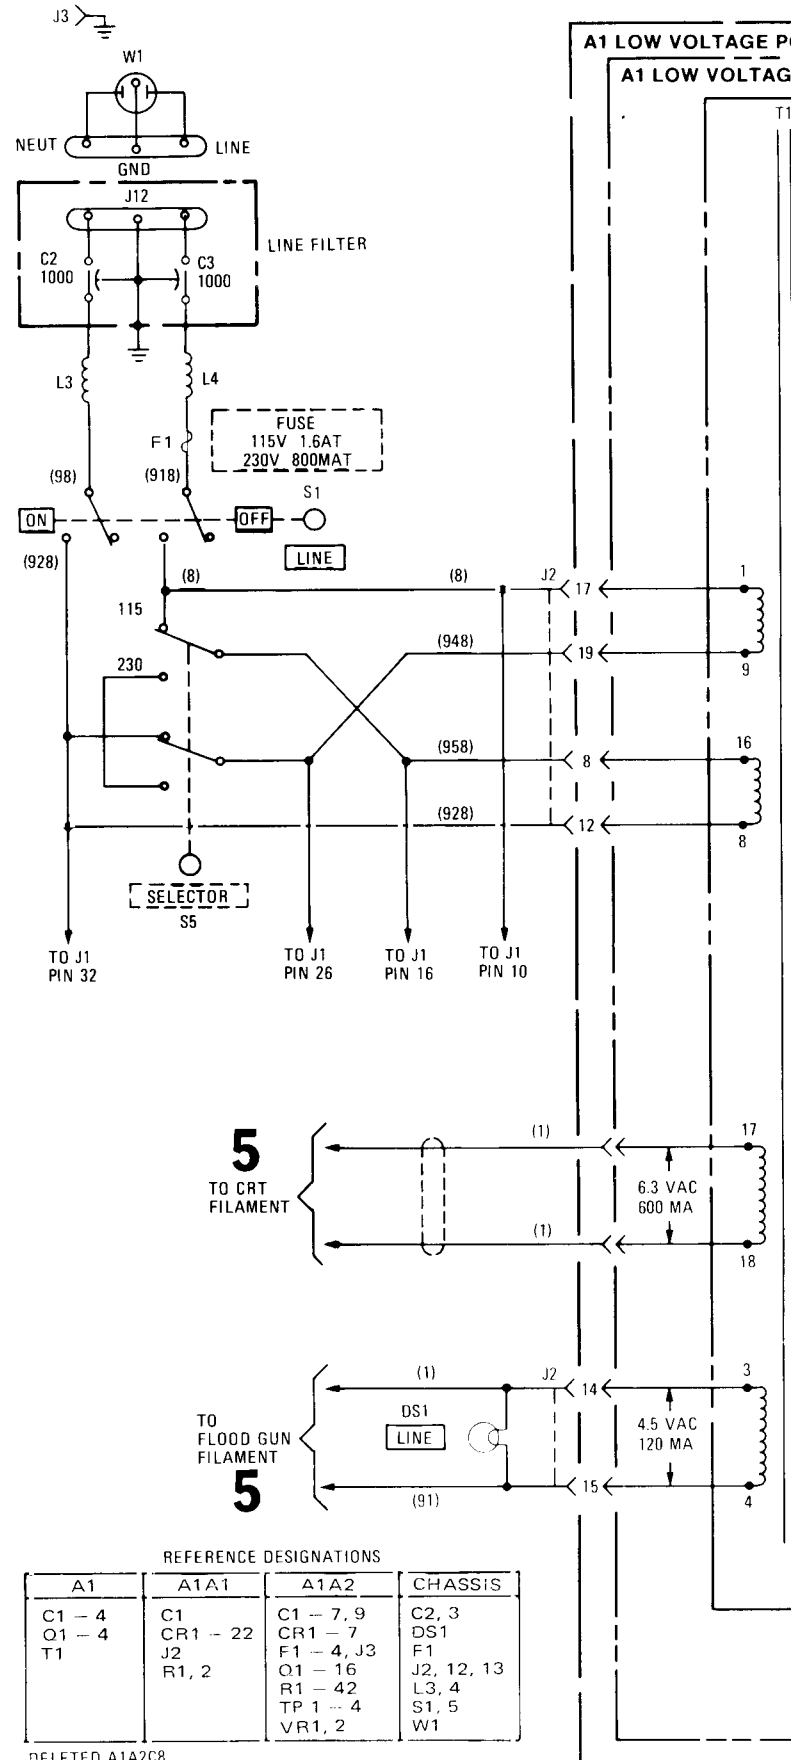 J3
W1
NEUT
LINE
GND
J12
LINE FILTER
C2
1000
C3
1000
L3
L4
F1
FUSE
115V 1.6AT
230V 800MAT
(98)
(918)
S1
ON
OFF
LINE
(928)
(8)
(8)
J2
17
1
115
(948)
19
9
230
(958)
8
16
(928)
12
8
SELECTOR
S5
TO J1
PIN 32
TO J1
PIN 26
TO J1
PIN 16
TO J1
PIN 10
A1 LOW VOLTAGE
A1 LOW
T1
5
TO CRT
FILAMENT
(1)
(1)
17
6.3 VAC
600 MA
18
TO
FLOOD GUN
FILAMENT
5
(1)
J2
14
3
DS1
LINE
4.5 VAC
120 MA
(91)
15
4
REFERENCE DESIGNATIONS
A1 A1A1 A1A2 CHASSIS
C1 – 4 C1 C1 – 7, 9 C2, 3
Q1 – 4 CR1 – 22 CR1 – 7 DS1
T1 J2 F1 – 4, J3 F1
R1, 2 Q1 – 16 J2, 12, 13
R1 – 42 L3, 4
TP 1 – 4 S1, 5
VR1, 2 W1
DELETED A1A2C8